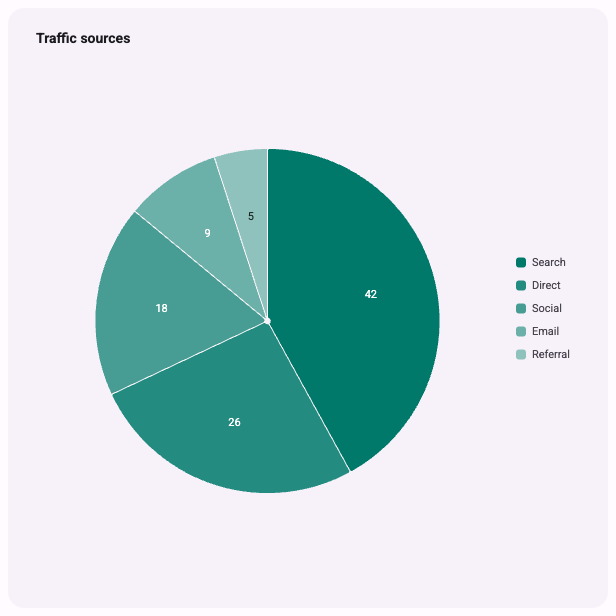 Traffic sources
5
9
42
18
26
Search
Direct
Social
Email
Referral